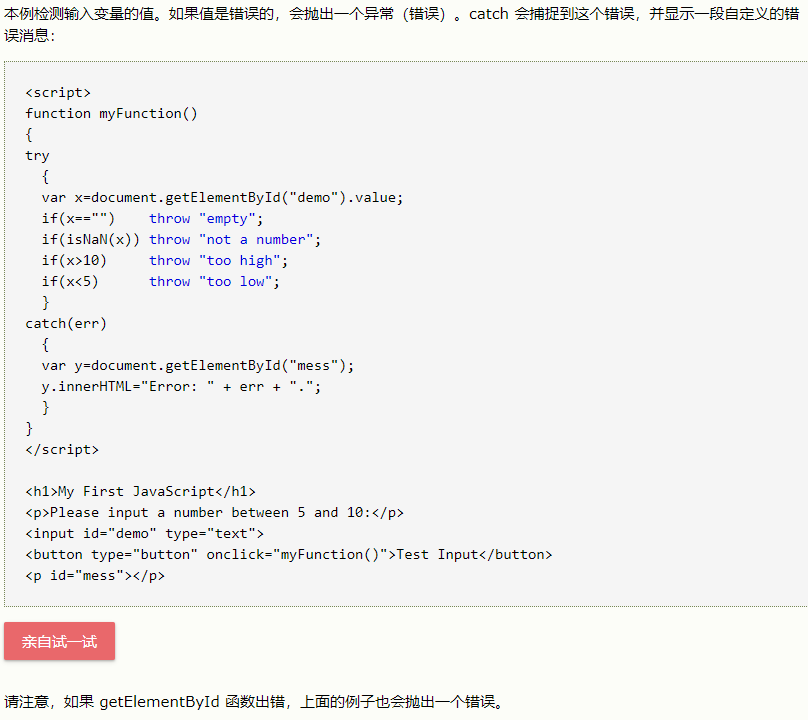 本例检测输入变量的值。如果值是错误的，会抛出一个异常（错误）。catch 会捕捉到这个错误，并显示一段自定义的错
误消息：
<script>
function myFunction()
{
try
  {
  var x=document.getElementById("demo").value;
  if(x=="")    throw "empty";
  if(isNaN(x)) throw "not a number";
  if(x>10)     throw "too high";
  if(x<5)      throw "too low";
  }
catch(err)
  {
  var y=document.getElementById("mess");
  y.innerHTML="Error: " + err + ".";
  }
}
</script>

<h1>My First JavaScript</h1>
<p>Please input a number between 5 and 10:</p>
<input id="demo" type="text">
<button type="button" onclick="myFunction()">Test Input</button>
<p id="mess"></p>
亲自试一试
请注意，如果 getElementById 函数出错，上面的例子也会抛出一个错误。